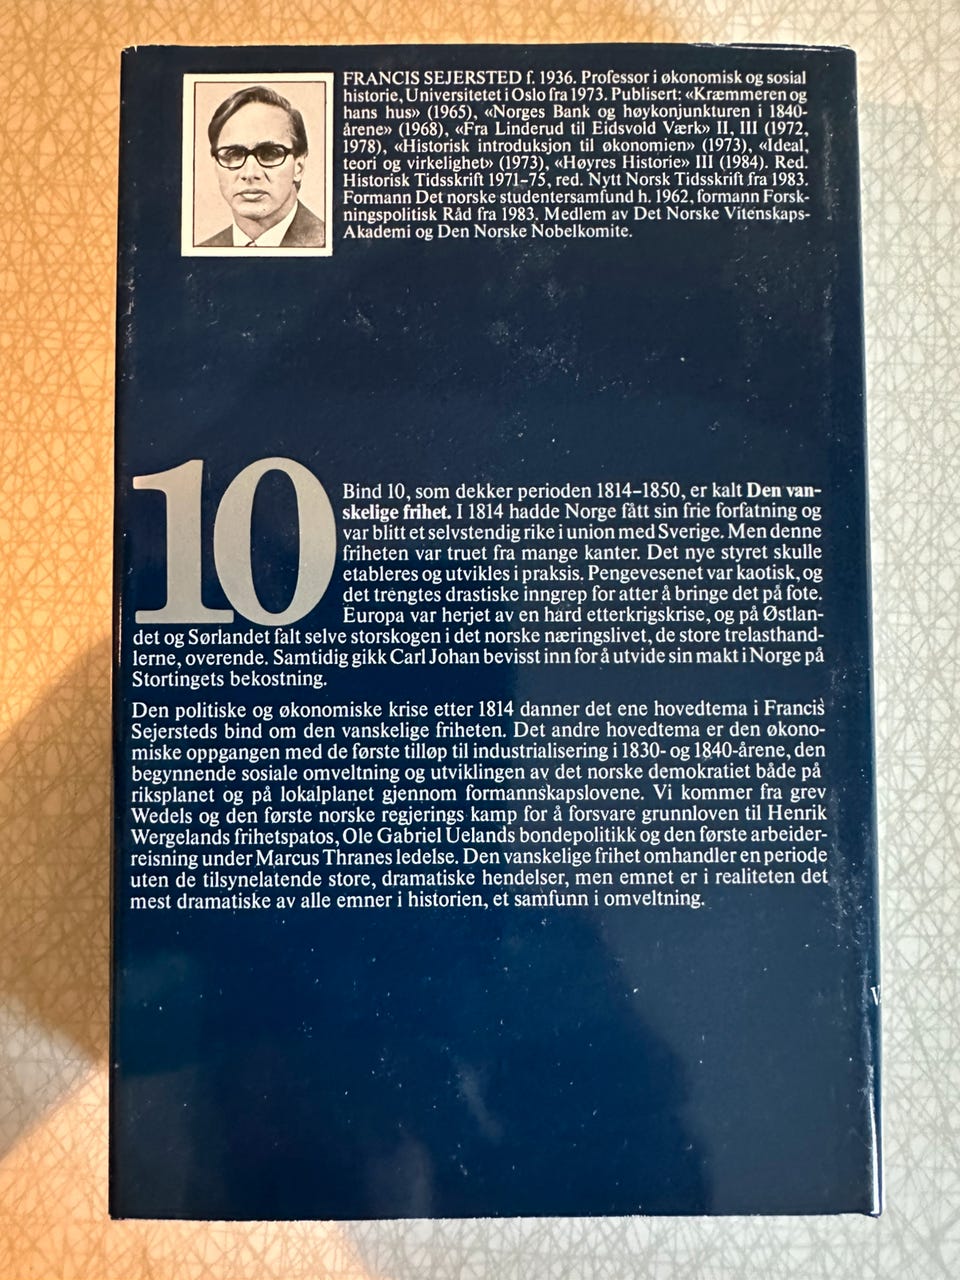 FRANCIS SEJERSTED f. 1936. Professor i økonomisk og sosial
historie, Universitetet i Oslo fra 1973. Publisert: «Kræmmeren og
hans hus» (1965), «Norges Bank og høykonjunkturen i 1840-
årene» (1968), «Fra Linderud til Eidsvold Værk» II, III (1972,
1978), «Historisk introduksjon til økonomien» (1973), «Ideal,
teori og virkelighet» (1973), «Høyres Historie» III (1984). Red.
Historisk Tidsskrift 1971–75, red. Nytt Norsk Tidsskrift fra 1983.
Formann Det norske studentersamfund h. 1962, formann Forsk-
ningspolitisk Råd fra 1983. Medlem av Det Norske Vitenskaps-
Akademi og Den Norske Nobelkomite.
10
Bind 10, som dekker perioden 1814–1850, er kalt Den van-
skelige frihet. I 1814 hadde Norge fått sin frie forfatning og
var blitt et selvstendig rike i union med Sverige. Men denne
friheten var truet fra mange kanter. Det nye styret skulle
etableres og utvikles i praksis. Pengevesenet var kaotisk, og
det trengtes drastiske inngrep for atter å bringe det på fote.
Europa var herjet av en hard etterkrigskrise, og på Østlan-
det og Sørlandet falt selve storskogen i det norske næringslivet, de store trelasthand-
lerne, overende. Samtidig gikk Carl Johan bevisst inn for å utvide sin makt i Norge på
Stortingets bekostning.
Den politiske og økonomiske krise etter 1814 danner det ene hovedtema i Francis
Sejersteds bind om den vanskelige friheten. Det andre hovedtema er den økono-
miske oppgangen med de første tilløp til industrialisering i 1830- og 1840-årene, den
begynnende sosiale omveltning og utviklingen av det norske demokratiet både på
riksplanet og på lokalplanet gjennom formannskapslovene. Vi kommer fra grev
Wedels og den første norske regjerings kamp for å forsvare grunnloven til Henrik
Wergelands frihetspatos, Ole Gabriel Uelands bondepolitikk og den første arbeider-
reisning under Marcus Thranes ledelse. Den vanskelige frihet omhandler en periode
uten de tilsynelatende store, dramatiske hendelser, men emnet er i realiteten det
mest dramatiske av alle emner i historien, et samfunn i omveltning.